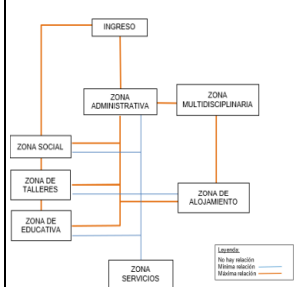 INGRESO
ZONA
ADMINISTRATIVA
ZONA
MULTIDISCIPLINARIA
ZONA SOCIAL
ZONA DE
TALLERES
ZONA DE
ALOJAMIENTO
ZONA DE
EDUCATIVA
ZONA
SERVICIOS
Leyenda:
No hay relación
Mínima relación
Máxima relación